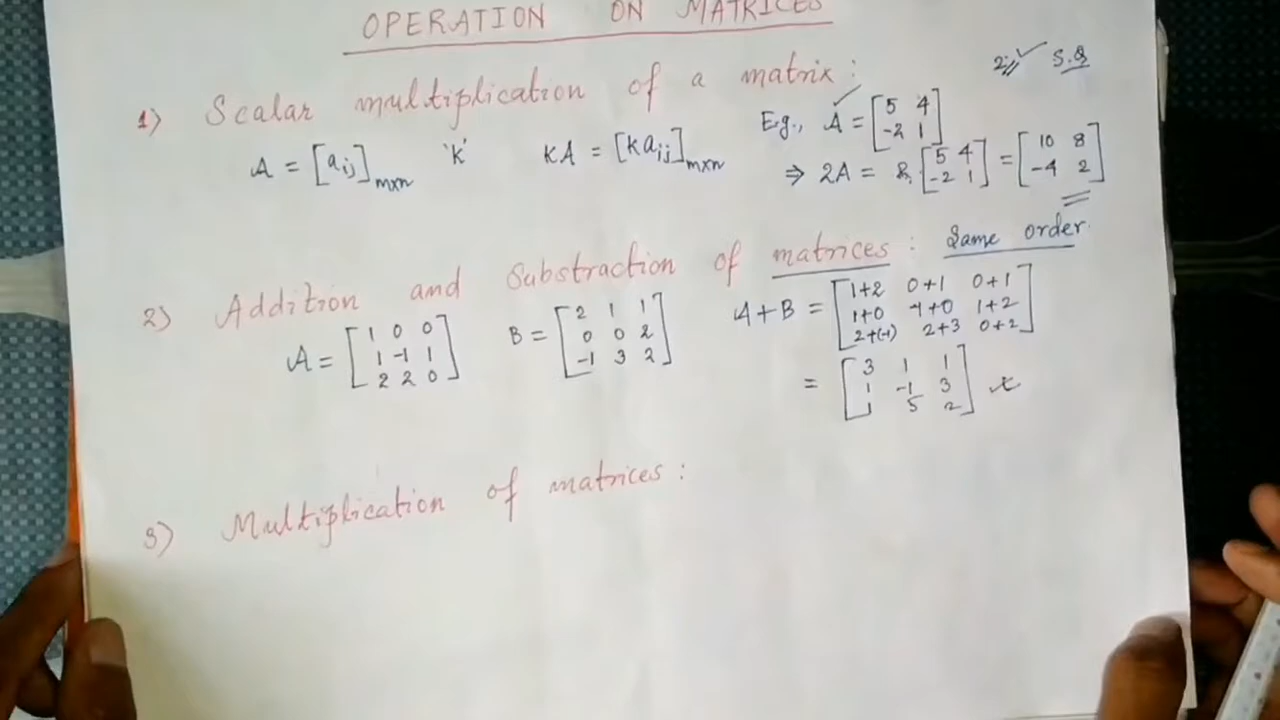 OPERATION ON MATRICES
1) Scalar multiplication of a matrix :
2, S.Q
A = [aij]m×n 'K' KA = [kaij]m×n
E.g., A = [5 4
-2 1]
⇒ 2A = 2. [5 4
-2 1] = [10 8
-4 2]
2) Addition and Substraction of matrices : Same order
A = [1 0 0
1 -1 1
2 2 0]
B = [2 1 1
0 0 2
-1 3 2]
A+B = [1+2 0+1 0+1
1+0 -1+0 1+2
2+(-1) 2+3 0+2]
= [3 1 1
1 -1 3
1 5 2]
3) Multiplication of matrices :